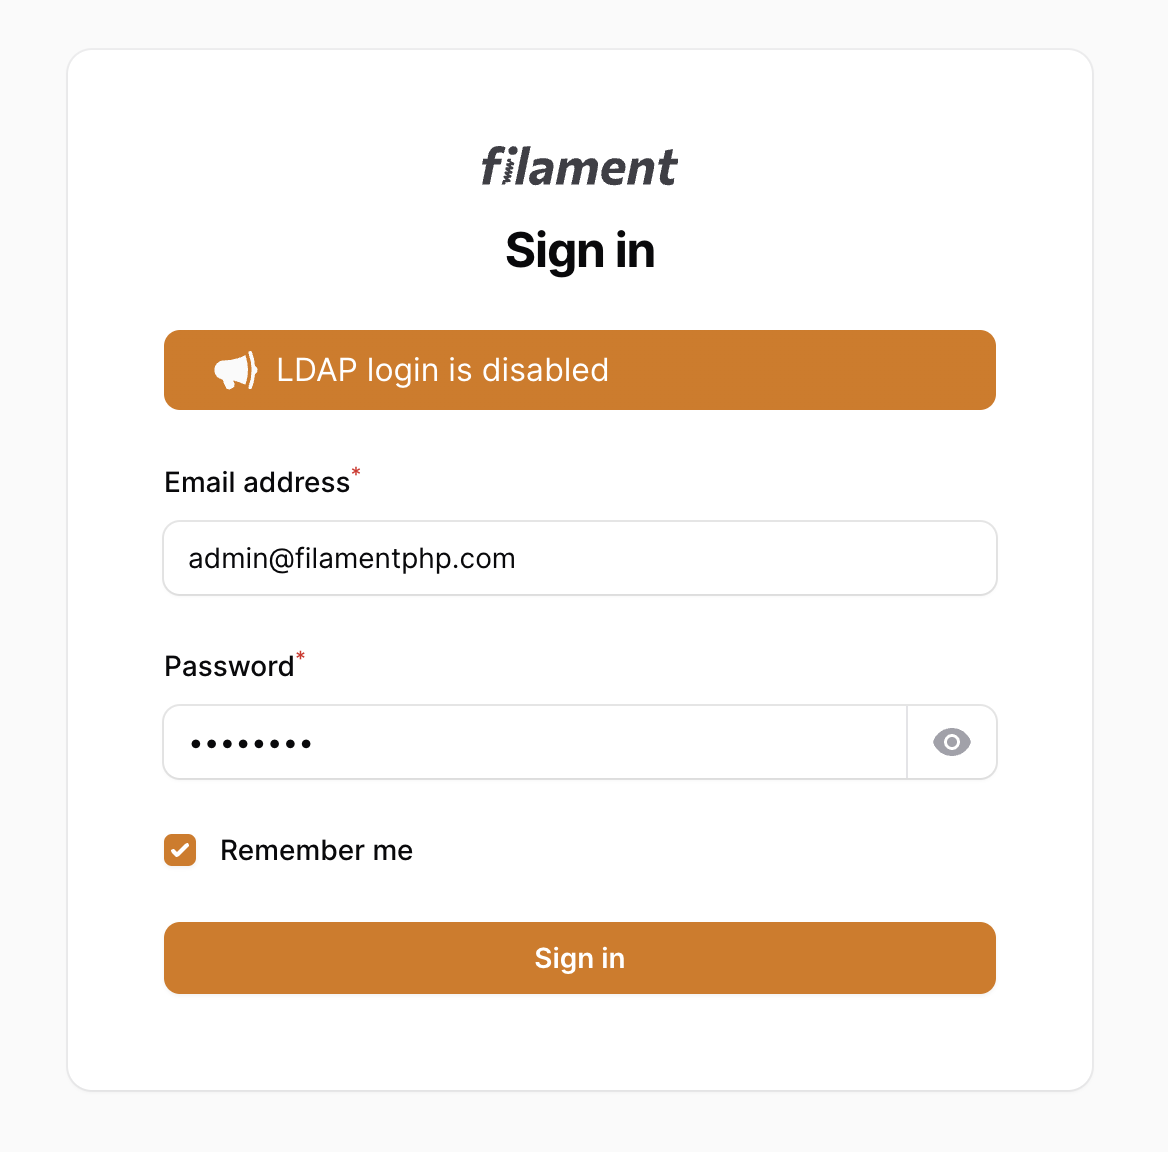 filament
Sign in
LDAP login is disabled
Email address*
admin@filamentphp.com
Password*
••••••••
Remember me
Sign in